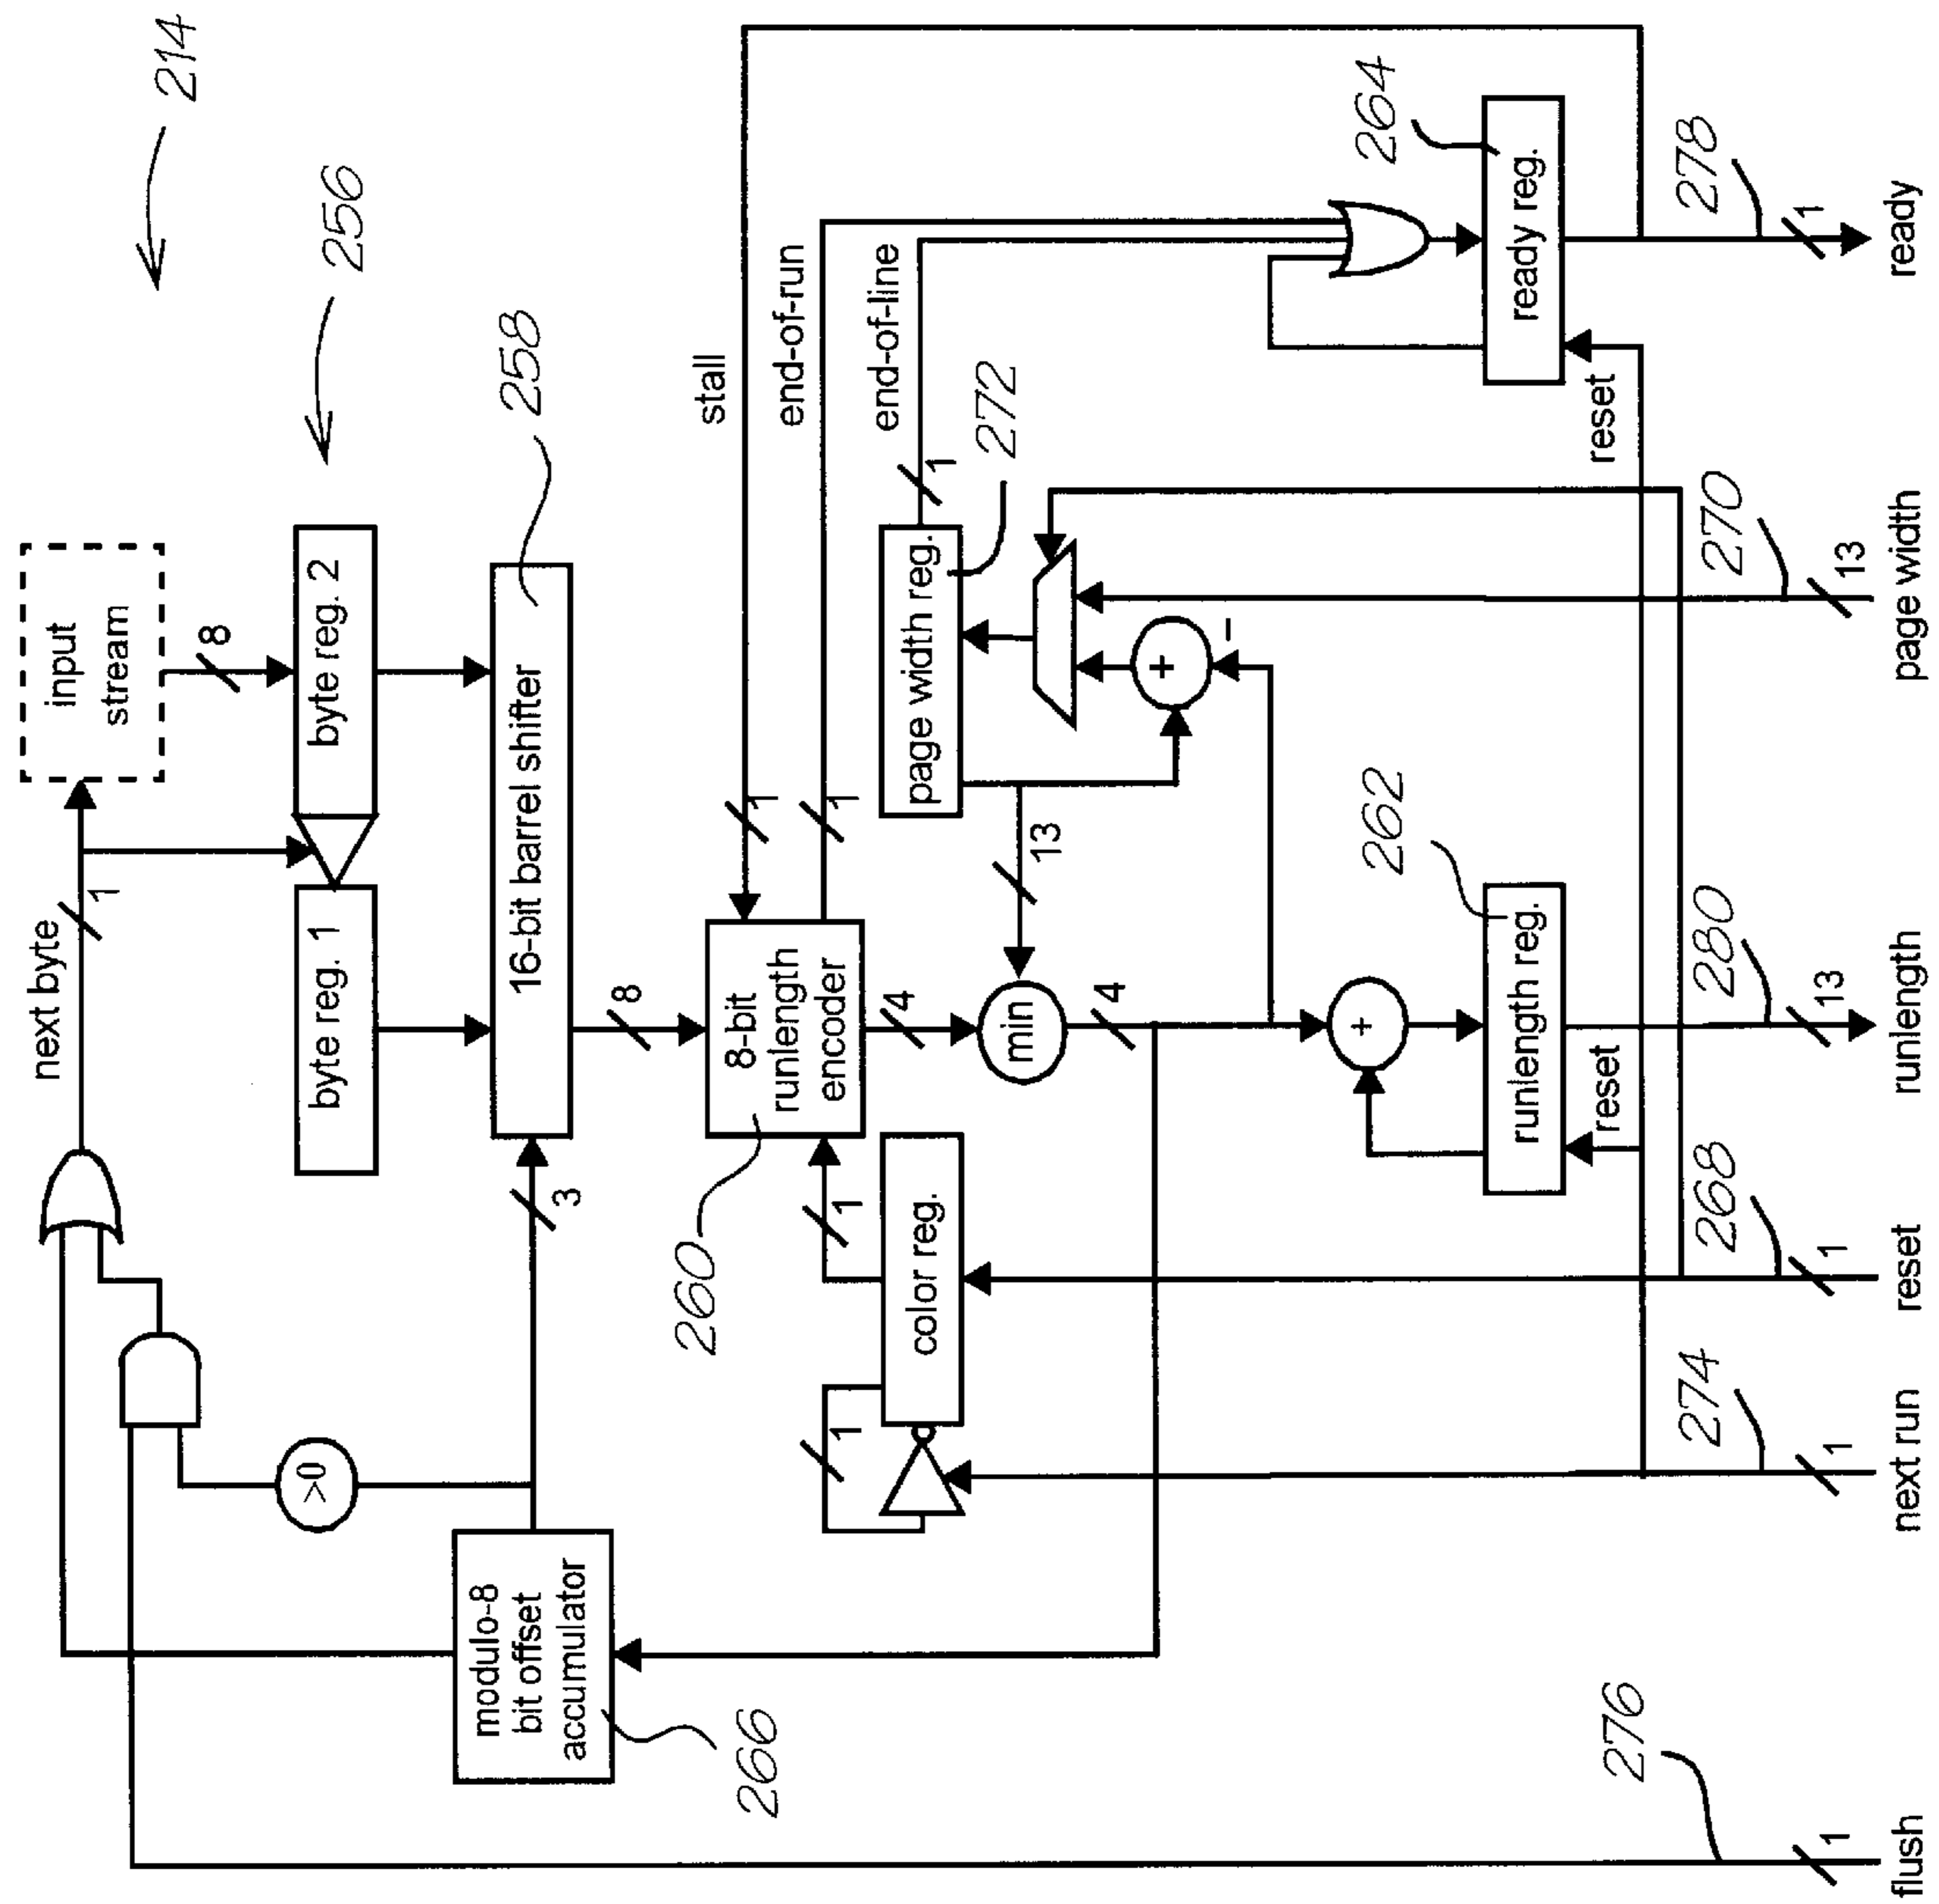 214
input
stream
next byte
1
8
256
byte reg. 1
byte reg. 2
258
16-bit barrel shifter
3
8
modulo-8
bit offset
accumulator
266
>0
260
8-bit
runlength
encoder
stall
1
end-of-run
1
end-of-line
1
4
color reg.
1
1
min
13
4
page width reg.
272
+
−
+
262
runlength reg.
reset
264
ready reg.
reset
276
274
268
280
270
278
1
1
1
13
13
1
flush
next run
reset
runlength
page width
ready